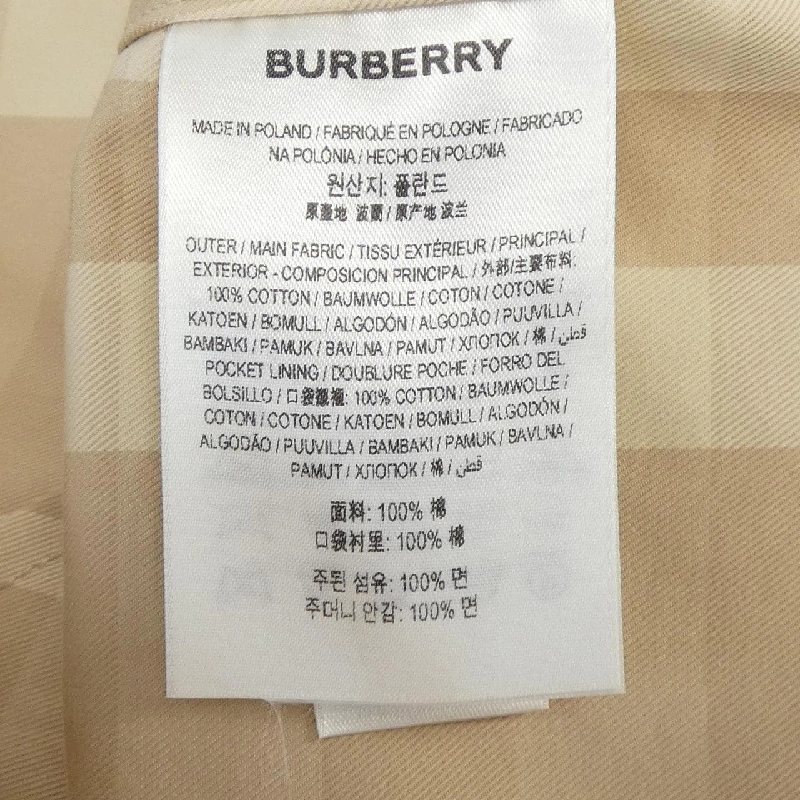 BURBERRY
MADE IN POLAND / FABRIQUÉ EN POLOGNE / FABRICADO
NA POLÔNIA / HECHO EN POLONIA
원산지: 폴란드
原產地 波蘭 / 原产地 波兰
OUTER / MAIN FABRIC / TISSU EXTÉRIEUR / PRINCIPAL /
EXTERIOR - COMPOSICION PRINCIPAL / 外部/主要布料:
100% COTTON / BAUMWOLLE / COTON / COTONE /
KATOEN / BOMULL / ALGODÓN / ALGODÃO / PUUVILLA /
BAMBAKI / PAMUK / BAVLNA / PAMUT / ХЛОПОК / 棉 / قطن
POCKET LINING / DOUBLURE POCHE / FORRO DEL
BOLSILLO / 口袋襯裡: 100% COTTON / BAUMWOLLE /
COTON / COTONE / KATOEN / BOMULL / ALGODÓN /
ALGODÃO / PUUVILLA / BAMBAKI / PAMUK / BAVLNA /
PAMUT / ХЛОПОК / 棉 / قطن
面料: 100% 棉
口袋衬里: 100% 棉
주된 섬유: 100% 면
주머니 안감: 100% 면